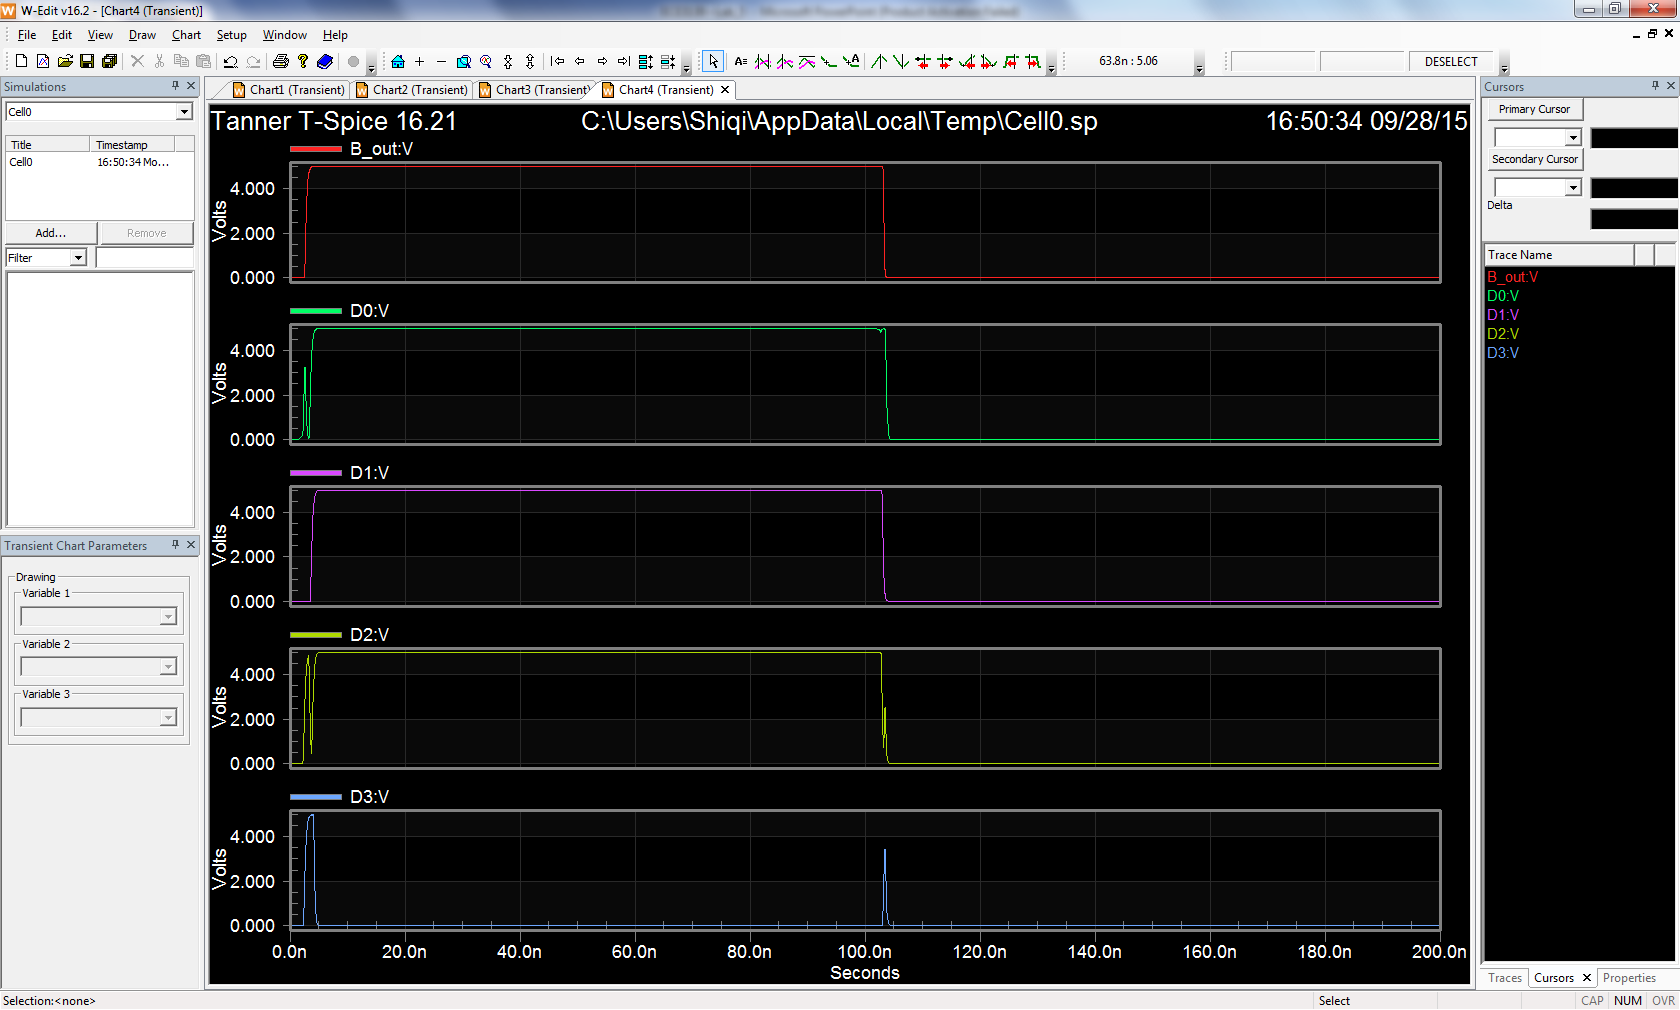 W-Edit v16.2 - [Chart4 (Transient)]
File Edit View Draw Chart Setup Window Help
63.8n : 5.06
DESELECT
Simulations
Cell0
Title Timestamp
Cell0 16:50:34 Mo...
Add... Remove
Filter
Transient Chart Parameters
Drawing
Variable 1
Variable 2
Variable 3
Chart1 (Transient) Chart2 (Transient) Chart3 (Transient) Chart4 (Transient)
Tanner T-Spice 16.21 C:\Users\Shiqi\AppData\Local\Temp\Cell0.sp 16:50:34 09/28/15
B_out:V
Volts
4.000
2.000
0.000
D0:V
Volts
4.000
2.000
0.000
D1:V
Volts
4.000
2.000
0.000
D2:V
Volts
4.000
2.000
0.000
D3:V
Volts
4.000
2.000
0.000
0.0n 20.0n 40.0n 60.0n 80.0n 100.0n 120.0n 140.0n 160.0n 180.0n 200.0n
Seconds
Cursors
Primary Cursor
Secondary Cursor
Delta
Trace Name
B_out:V
D0:V
D1:V
D2:V
D3:V
Traces Cursors Properties
Selection:<none> Select CAP NUM OVR